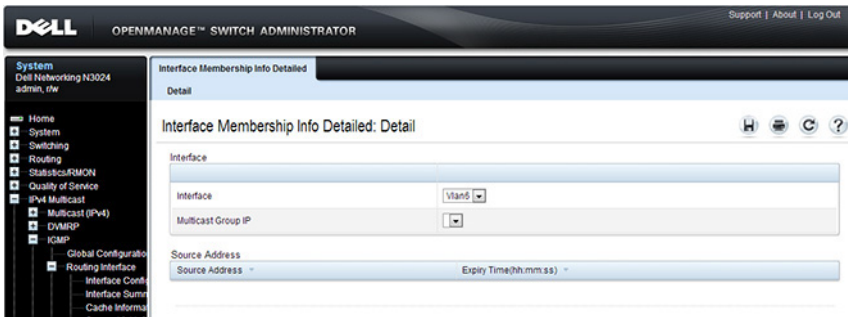 Support | About | Log Out
DELL OPENMANAGE™ SWITCH ADMINISTRATOR
System
Dell Networking N3024
admin, r/w
Home
System
Switching
Routing
Statistics/RMON
Quality of Service
IPv4 Multicast
Multicast (IPv4)
DVMRP
IGMP
Global Configuratio
Routing Interface
Interface Config
Interface Summ
Cache Informa
Interface Membership Info Detailed
Detail
Interface Membership Info Detailed: Detail
Interface
Interface Vlan5
Multicast Group IP
Source Address
Source Address Expiry Time(hh:mm:ss)